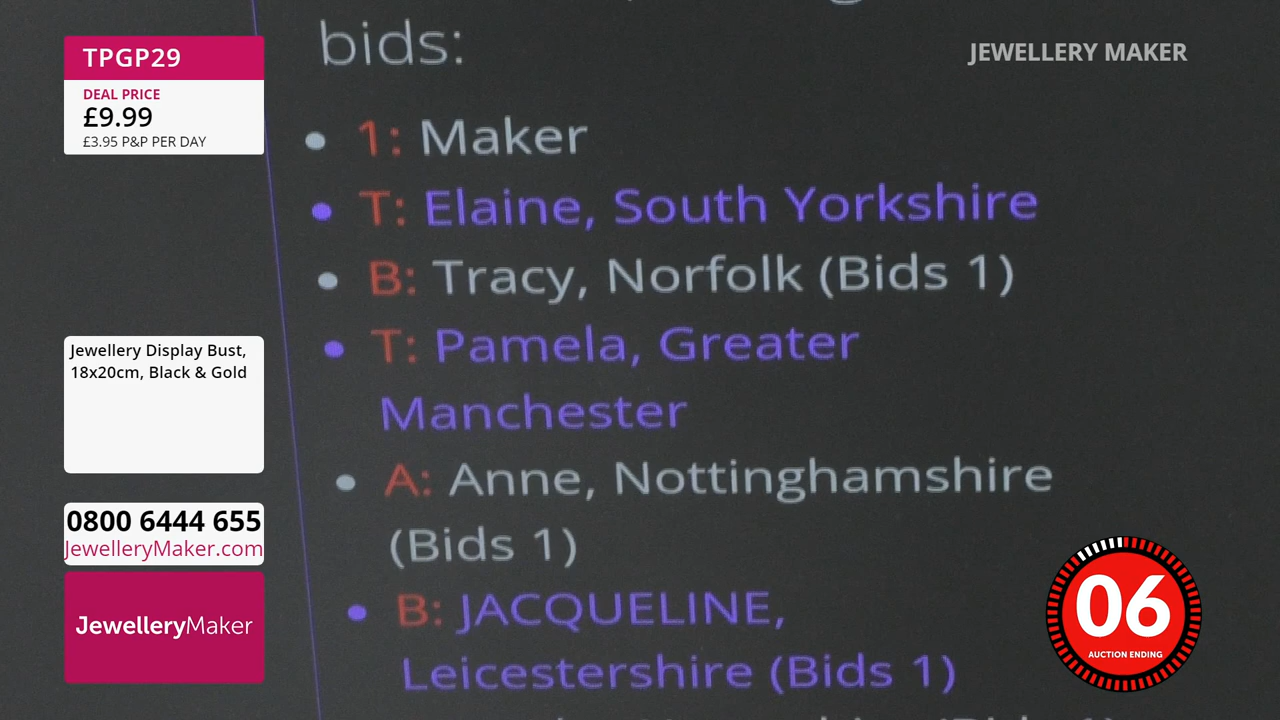 TPGP29
DEAL PRICE
£9.99
£3.95 P&P PER DAY
Jewellery Display Bust,
18x20cm, Black & Gold
0800 6444 655
JewelleryMaker.com
JewelleryMaker
bids:
1: Maker
T: Elaine, South Yorkshire
B: Tracy, Norfolk (Bids 1)
T: Pamela, Greater
Manchester
A: Anne, Nottinghamshire
(Bids 1)
B: JACQUELINE,
Leicestershire (Bids 1)
JEWELLERY MAKER
06
AUCTION ENDING